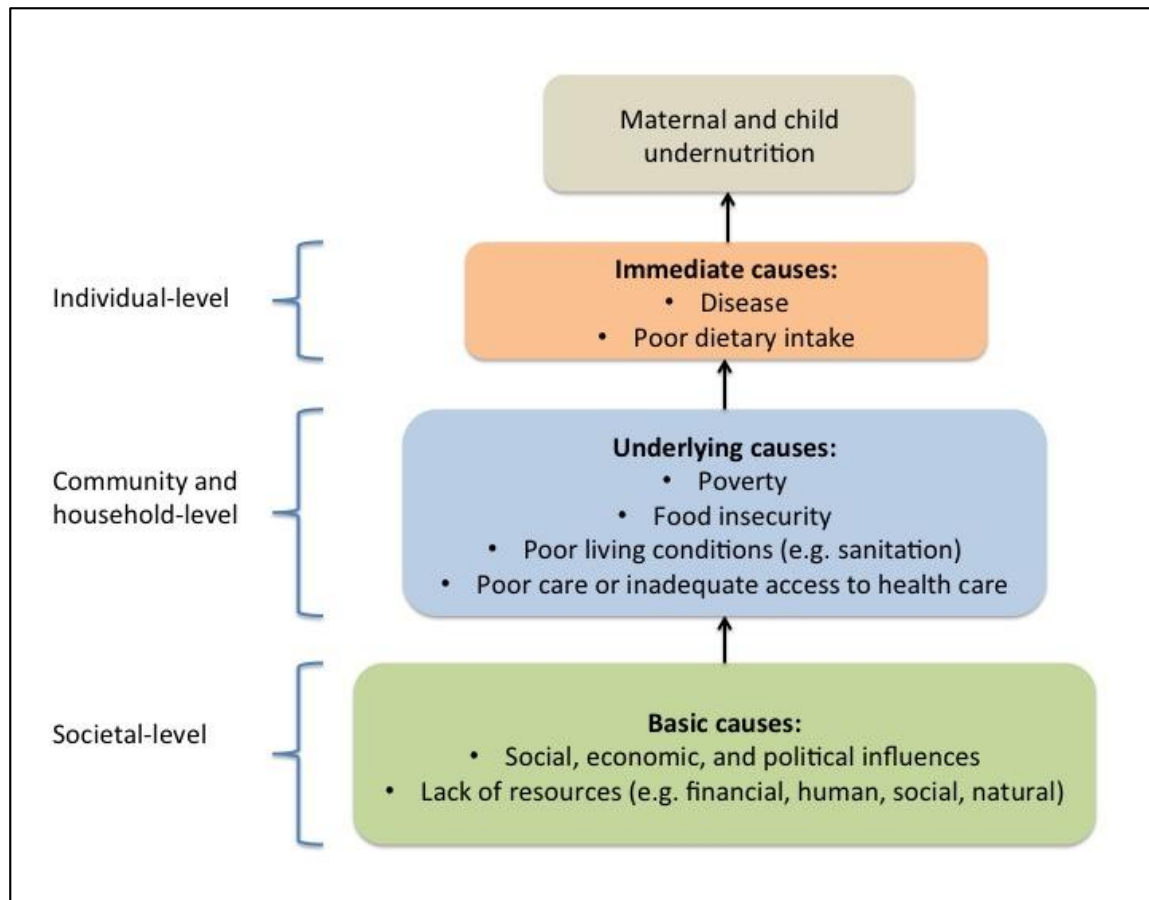 Maternal and child
undernutrition
Individual-level
Immediate causes:
• Disease
• Poor dietary intake
Community and
household-level
Underlying causes:
• Poverty
• Food insecurity
• Poor living conditions (e.g. sanitation)
• Poor care or inadequate access to health care
Societal-level
Basic causes:
• Social, economic, and political influences
• Lack of resources (e.g. financial, human, social, natural)